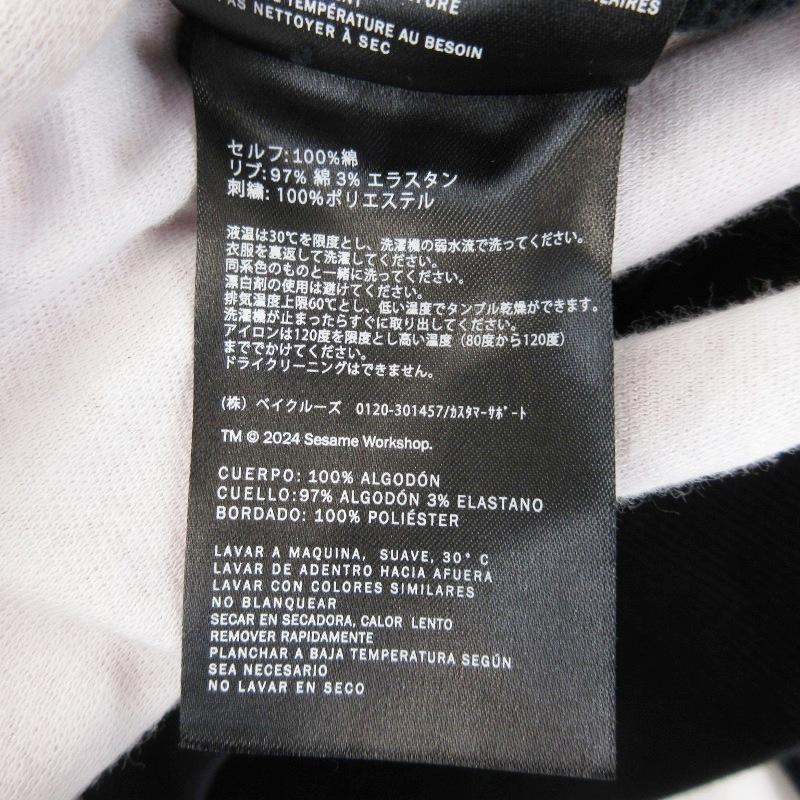 TEMPÉRATURE AU BESOIN
PAS NETTOYER À SEC
セルフ:100%綿
リブ:97% 綿 3% エラスタン
刺繍: 100%ポリエステル
液温は30℃を限度とし、洗濯機の弱水流で洗ってください。
衣服を裏返して洗濯してください。
同系色のものと一緒に洗ってください。
漂白剤の使用は避けてください。
排気温度上限60℃とし、低い温度でタンブル乾燥ができます。
洗濯機が止まったらすぐに取り出してください。
アイロンは120度を限度とし高い温度（80度から120度）
まででかけてください。
ドライクリーニングはできません。
(株) ベイクルーズ 0120-301457/ｶｽﾀﾏｰｻﾎﾟｰﾄ
TM © 2024 Sesame Workshop.
CUERPO: 100% ALGODÓN
CUELLO:97% ALGODÓN 3% ELASTANO
BORDADO: 100% POLIÉSTER
LAVAR A MAQUINA, SUAVE, 30° C
LAVAR DE ADENTRO HACIA AFUERA
LAVAR CON COLORES SIMILARES
NO BLANQUEAR
SECAR EN SECADORA, CALOR LENTO
REMOVER RAPIDAMENTE
PLANCHAR A BAJA TEMPERATURA SEGÚN
SEA NECESARIO
NO LAVAR EN SECO